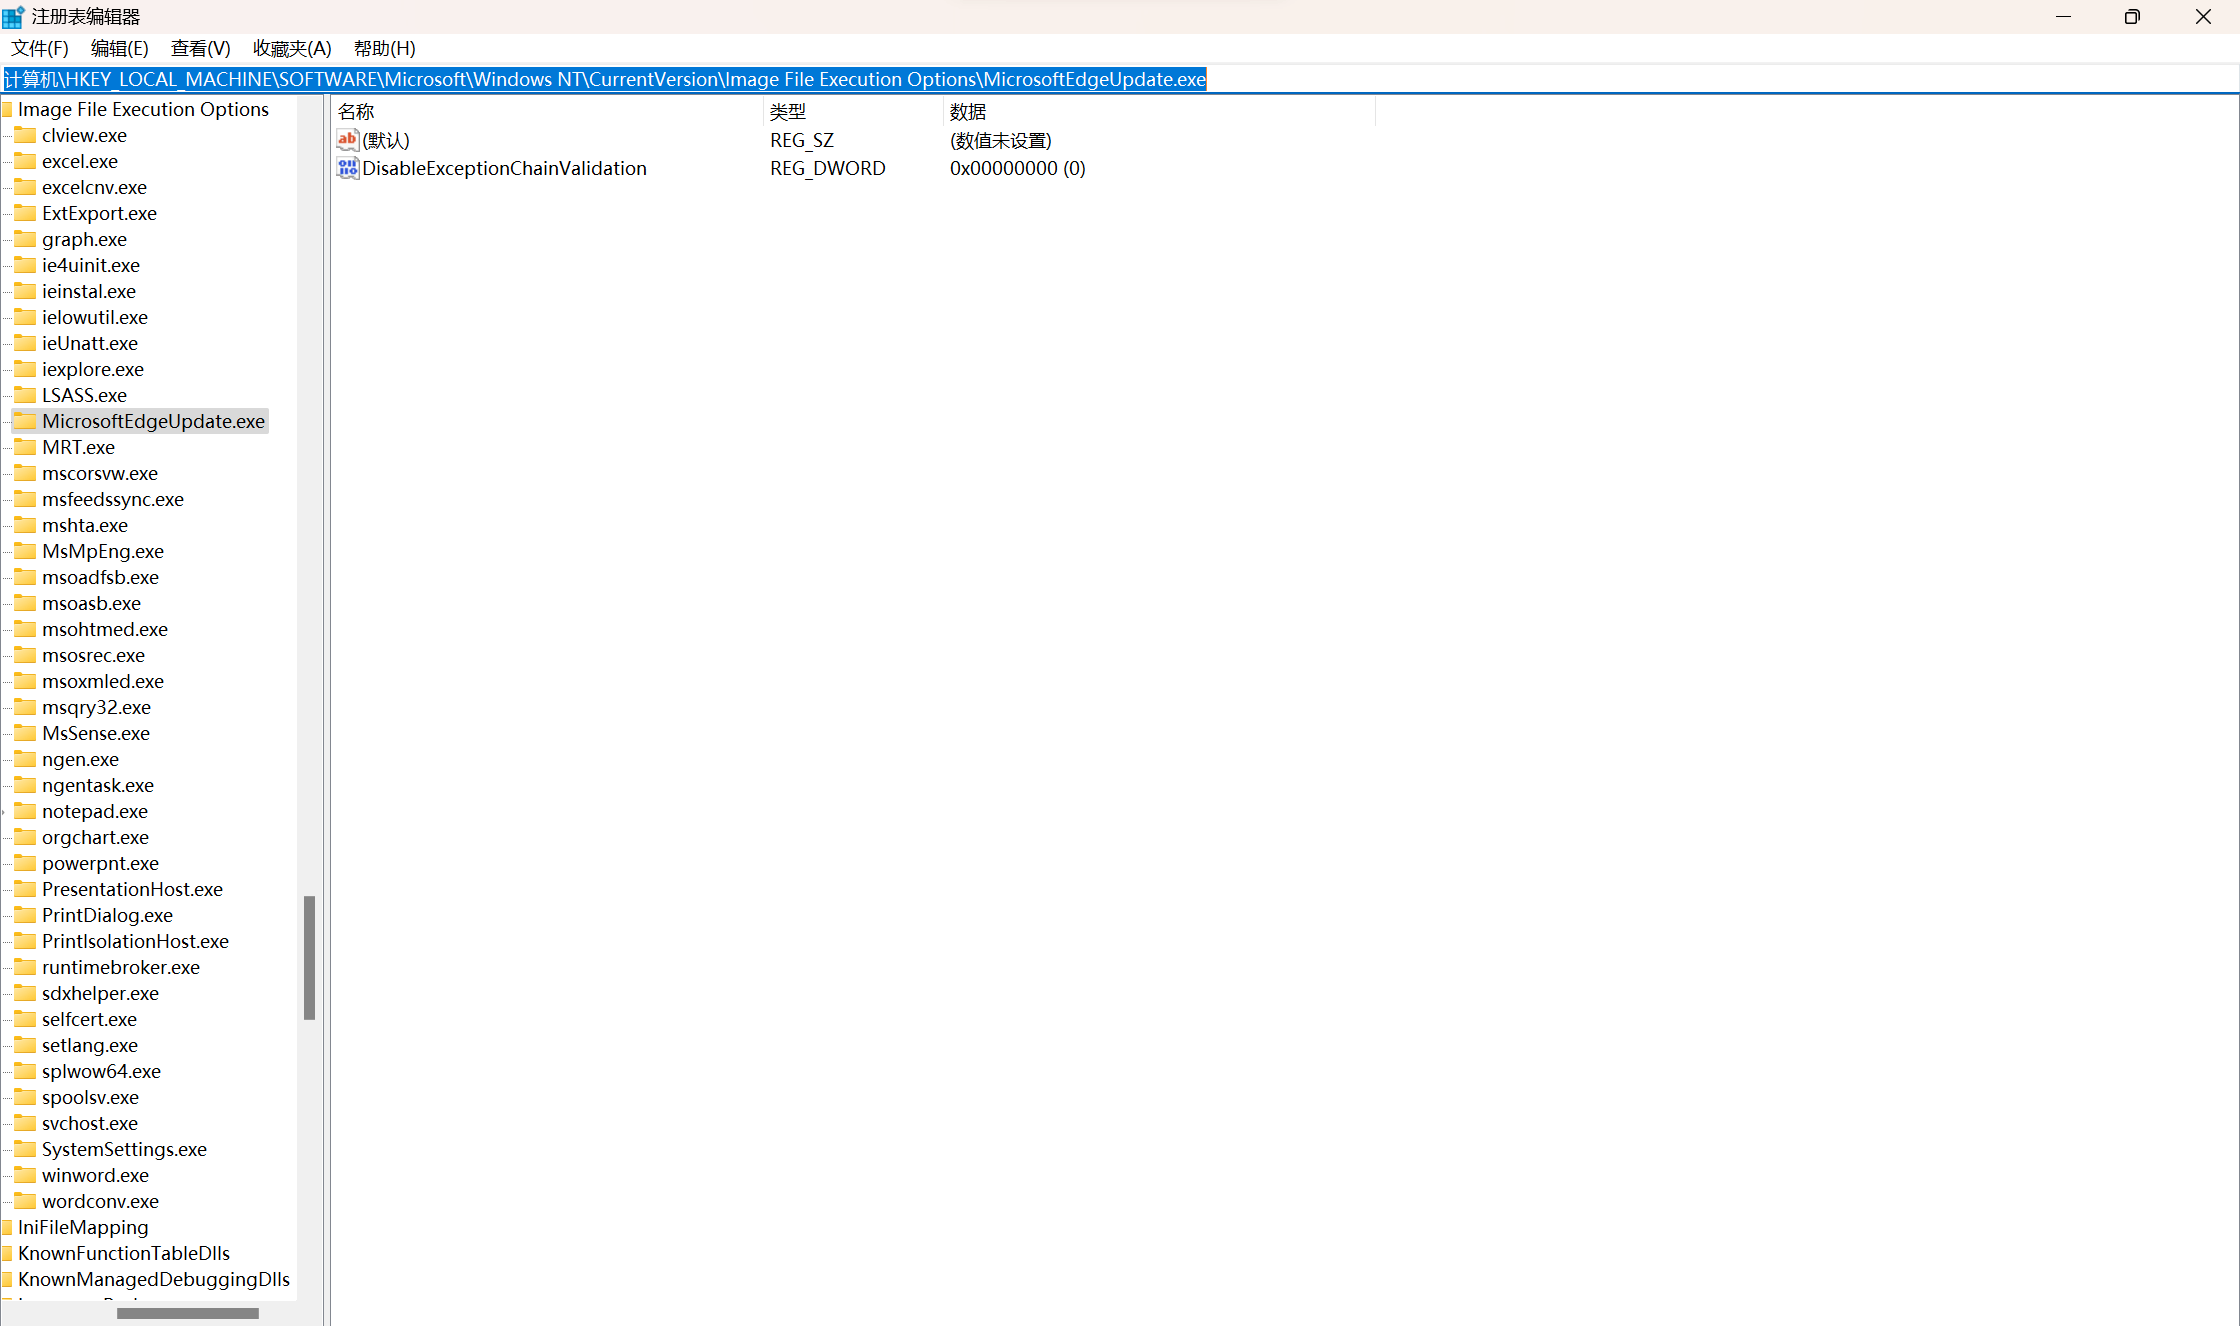 注册表编辑器
文件(F) 编辑(E) 查看(V) 收藏夹(A) 帮助(H)
计算机\HKEY_LOCAL_MACHINE\SOFTWARE\Microsoft\Windows NT\CurrentVersion\Image File Execution Options\MicrosoftEdgeUpdate.exe
Image File Execution Options
clview.exe
excel.exe
excelcnv.exe
ExtExport.exe
graph.exe
ie4uinit.exe
ieinstal.exe
ielowutil.exe
ieUnatt.exe
iexplore.exe
LSASS.exe
MicrosoftEdgeUpdate.exe
MRT.exe
mscorsvw.exe
msfeedssync.exe
mshta.exe
MsMpEng.exe
msoadfsb.exe
msoasb.exe
msohtmed.exe
msosrec.exe
msoxmled.exe
msqry32.exe
MsSense.exe
ngen.exe
ngentask.exe
notepad.exe
orgchart.exe
powerpnt.exe
PresentationHost.exe
PrintDialog.exe
PrintIsolationHost.exe
runtimebroker.exe
sdxhelper.exe
selfcert.exe
setlang.exe
splwow64.exe
spoolsv.exe
svchost.exe
SystemSettings.exe
winword.exe
wordconv.exe
IniFileMapping
KnownFunctionTableDlls
KnownManagedDebuggingDlls
名称 类型 数据
(默认) REG_SZ (数值未设置)
DisableExceptionChainValidation REG_DWORD 0x00000000 (0)